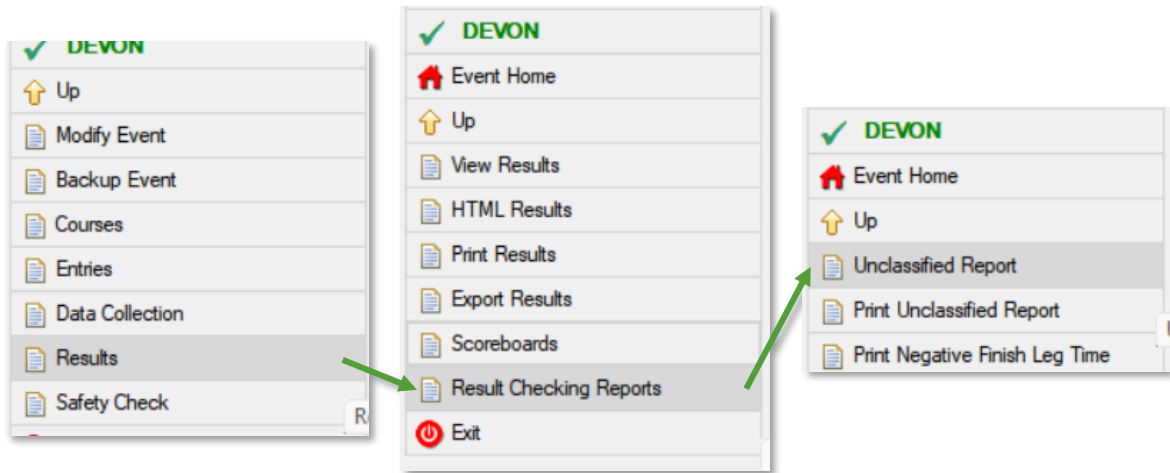 DEVON
Up
Modify Event
Backup Event
Courses
Entries
Data Collection
Results
Safety Check
DEVON
Event Home
Up
View Results
HTML Results
Print Results
Export Results
Scoreboards
Result Checking Reports
Exit
DEVON
Event Home
Up
Unclassified Report
Print Unclassified Report
Print Negative Finish Leg Time